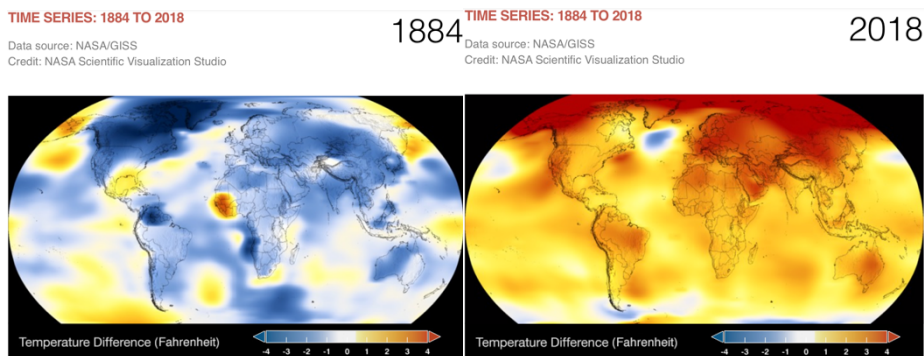 TIME SERIES: 1884 TO 2018
1884
Data source: NASA/GISS
Credit: NASA Scientific Visualization Studio
Temperature Difference (Fahrenheit)
-4 -3 -2 -1 0 1 2 3 4
TIME SERIES: 1884 TO 2018
2018
Data source: NASA/GISS
Credit: NASA Scientific Visualization Studio
Temperature Difference (Fahrenheit)
-4 -3 -2 -1 0 1 2 3 4